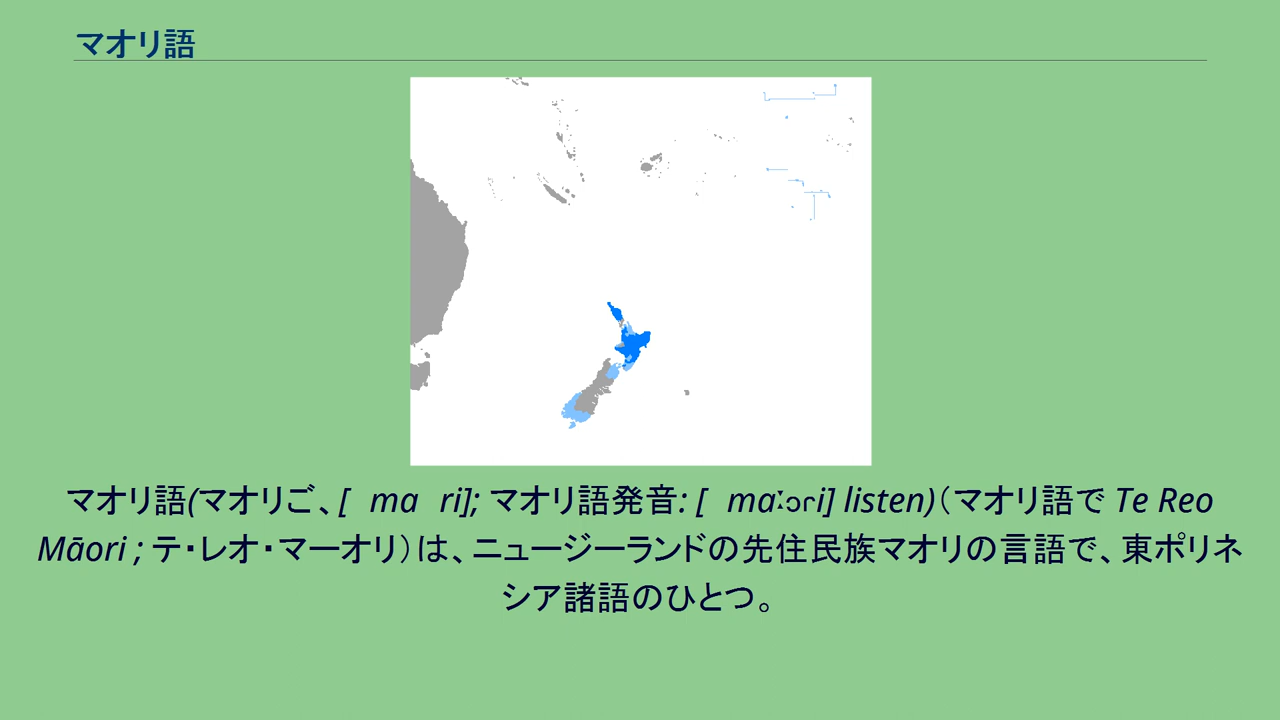 マオリ語
マオリ語(マオリご、[ ma ri]; マオリ語発音: [ maːɔɾi] listen)（マオリ語で Te Reo
Māori ; テ・レオ・マーオリ）は、ニュージーランドの先住民族マオリの言語で、東ポリネ
シア諸語のひとつ。